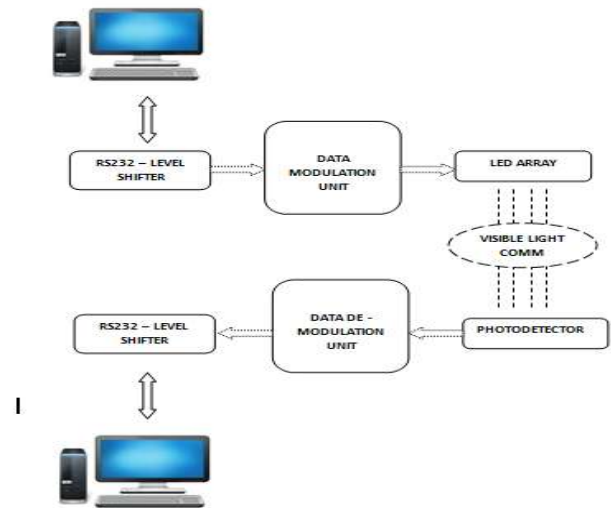 RS232 – LEVEL
SHIFTER
DATA
MODULATION
UNIT
LED ARRAY
VISIBLE LIGHT
COMM
PHOTODETECTOR
DATA DE -
MODULATION
UNIT
RS232 – LEVEL
SHIFTER
I